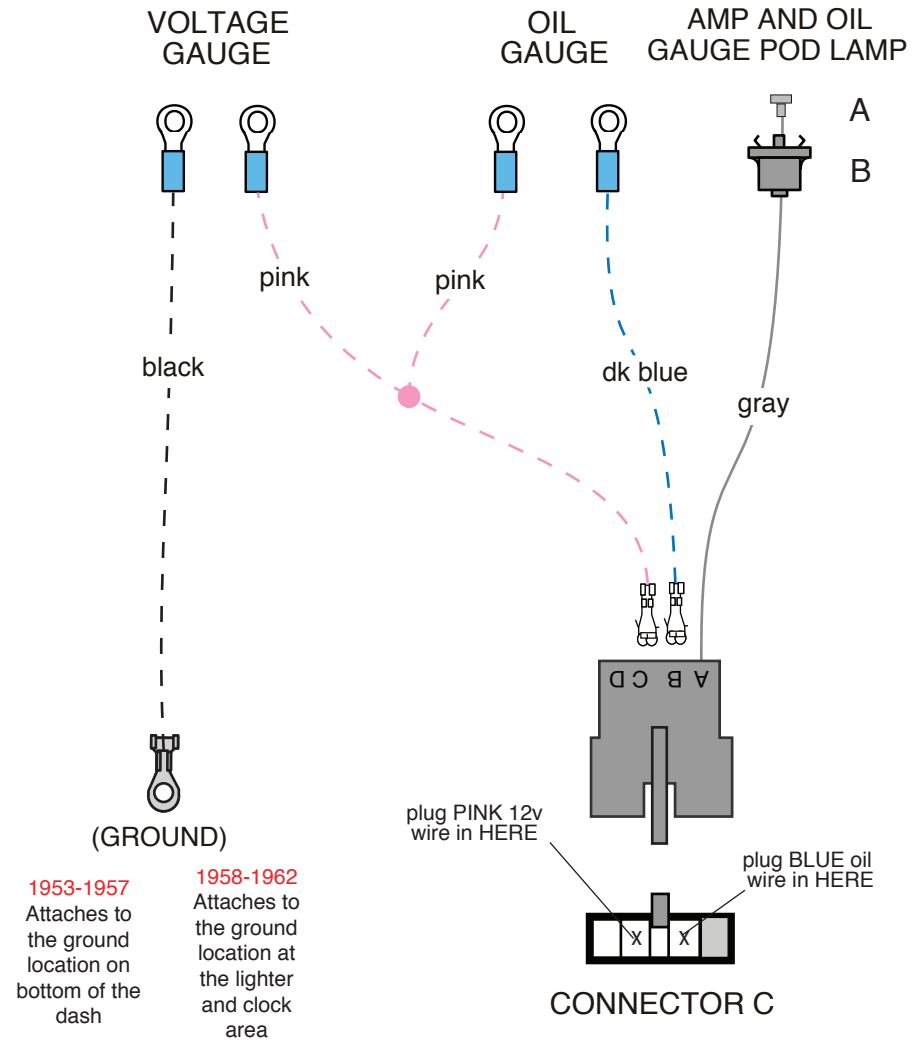 VOLTAGE
GAUGE
OIL
GAUGE
AMP AND OIL
GAUGE POD LAMP
A
B
pink
pink
black
dk blue
gray
D C B A
(GROUND)
1953-1957
Attaches to
the ground
location on
bottom of the
dash
1958-1962
Attaches to
the ground
location at
the lighter
and clock
area
plug PINK 12v
wire in HERE
plug BLUE oil
wire in HERE
X X
CONNECTOR C